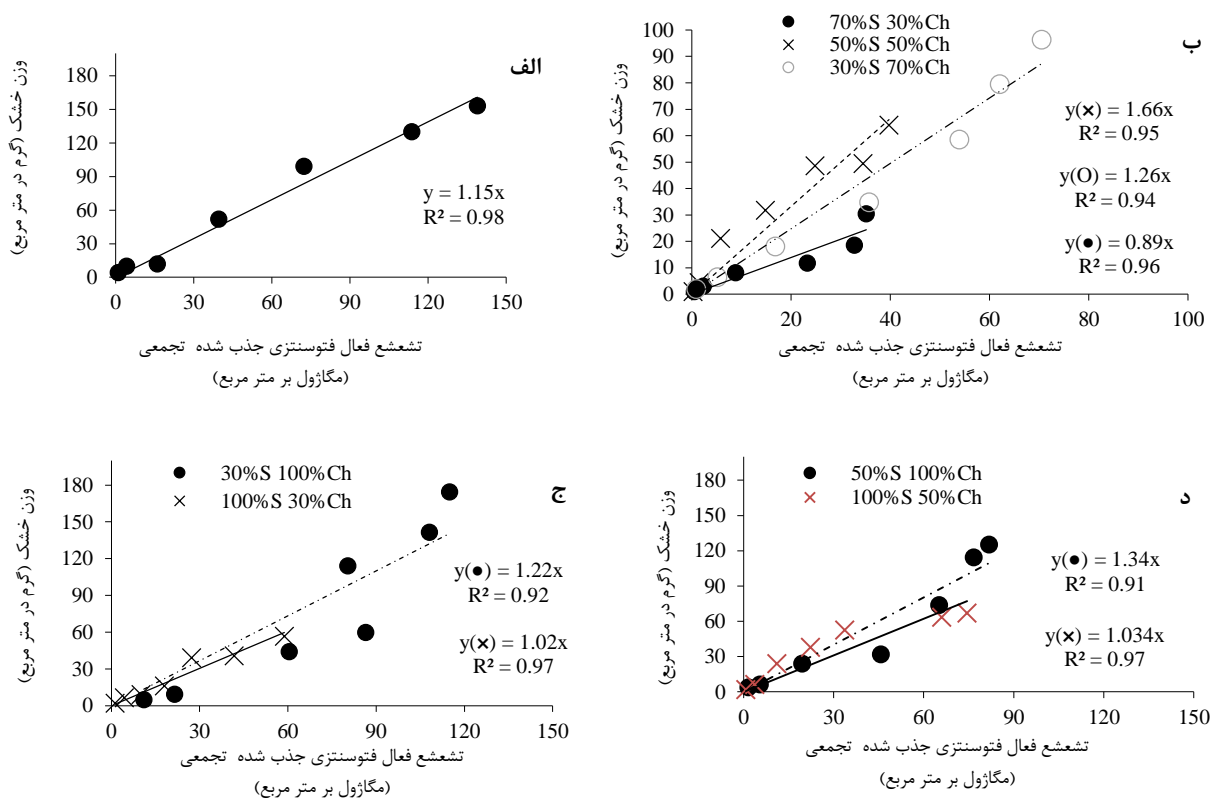 الف
وزن خشک (گرم در متر مربع)
180
150
120
90
60
30
0
y = 1.15x
R² = 0.98
0 30 60 90 120 150
تشعشع فعال فتوسنتزی جذب شده تجمعی
(مگاژول بر متر مربع)
ب
● 70%S 30%Ch
× 50%S 50%Ch
○ 30%S 70%Ch
وزن خشک (گرم در متر مربع)
100
90
80
70
60
50
40
30
20
10
0
y(×) = 1.66x
R² = 0.95
y(O) = 1.26x
R² = 0.94
y(●) = 0.89x
R² = 0.96
0 20 40 60 80 100
تشعشع فعال فتوسنتزی جذب شده تجمعی
(مگاژول بر متر مربع)
ج
● 30%S 100%Ch
× 100%S 30%Ch
وزن خشک (گرم در متر مربع)
180
150
120
90
60
30
0
y(●) = 1.22x
R² = 0.92
y(×) = 1.02x
R² = 0.97
0 30 60 90 120 150
تشعشع فعال فتوسنتزی جذب شده تجمعی
(مگاژول بر متر مربع)
د
● 50%S 100%Ch
× 100%S 50%Ch
وزن خشک (گرم در متر مربع)
180
150
120
90
60
30
0
y(●) = 1.34x
R² = 0.91
y(×) = 1.034x
R² = 0.97
0 30 60 90 120 150
تشعشع فعال فتوسنتزی جذب شده تجمعی
(مگاژول بر متر مربع)